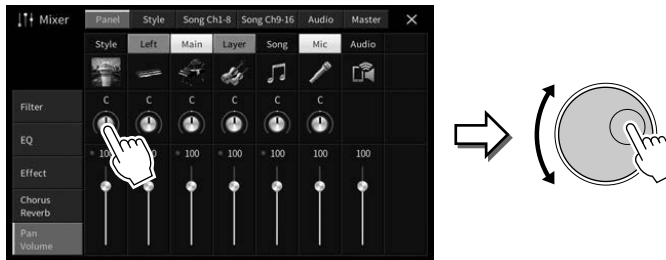 Mixer
Panel Style Song Ch1-8 Song Ch9-16 Audio Master
Style Left Main Layer Song Mic Audio
Filter
EQ
Effect
Chorus
Reverb
Pan
Volume
C C C C C C
100 100 100 100 100 100 100